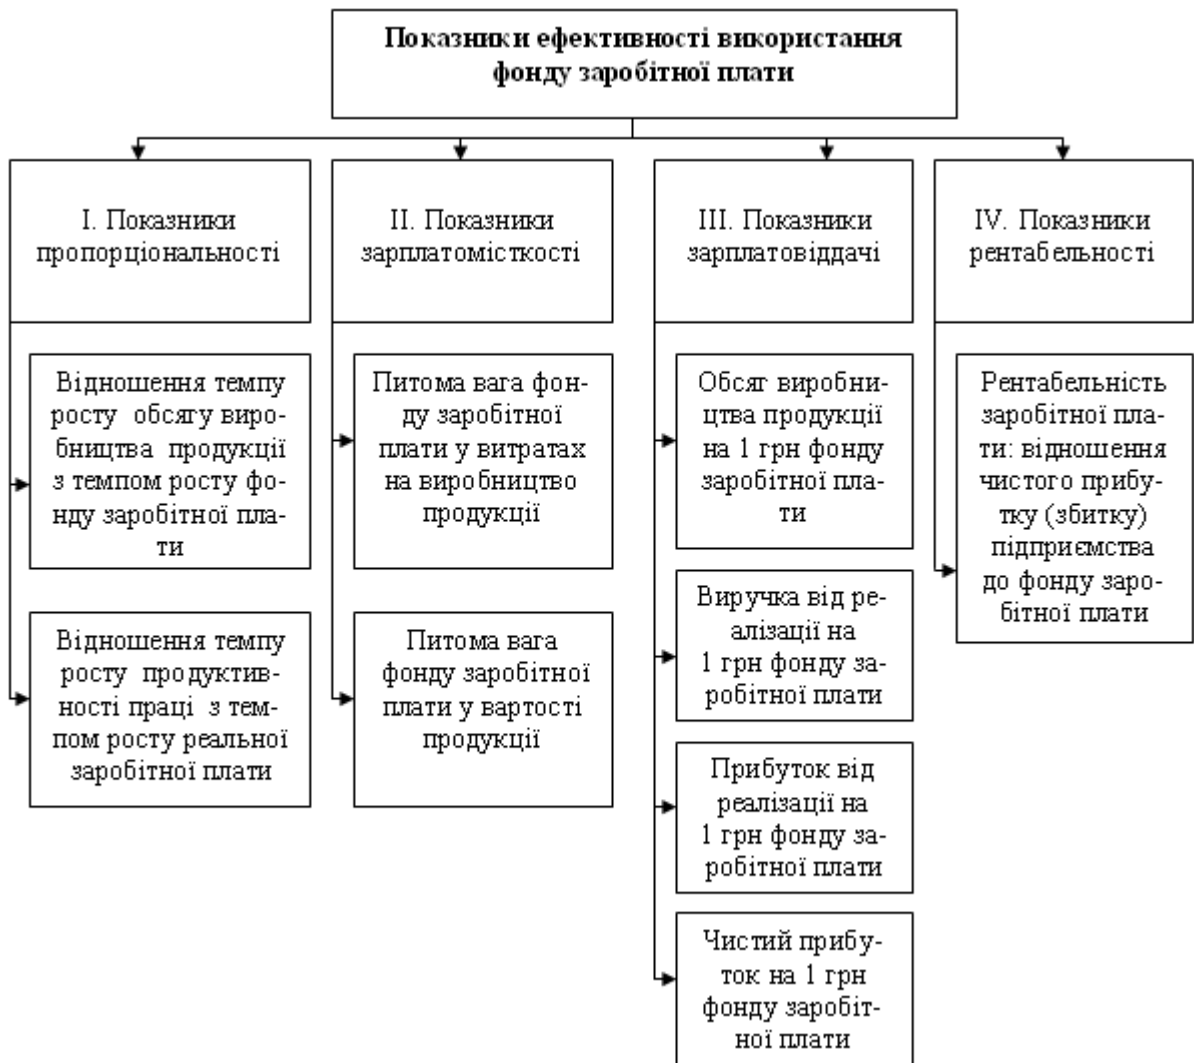 Показники ефективності використання
фонду заробітної плати
І. Показники
пропорціональності
ІІ. Показники
зарплатомісткості
ІІІ. Показники
зарплатовіддачі
IV. Показники
рентабельності
Відношення темпу
росту обсягу виро-
бництва продукції
з темпом росту фо-
нду заробітної пла-
ти
Відношення темпу
росту продуктив-
ності праці з тем-
пом росту реальної
заробітної плати
Питома вага фон-
ду заробітної
плати у витратах
на виробництво
продукції
Питома вага
фонду заробітної
плати у вартості
продукції
Обсяг виробни-
цтва продукції
на 1 грн фонду
заробітної пла-
ти
Виручка від ре-
алізації на
1 грн фонду за-
робітної плати
Прибуток від
реалізації на
1 грн фонду за-
робітної плати
Чистий прибу-
ток на 1 грн
фонду заробіт-
ної плати
Рентабельність
заробітної пла-
ти: відношення
чистого прибу-
тку (збитку)
підприємства
до фонду заро-
бітної плати